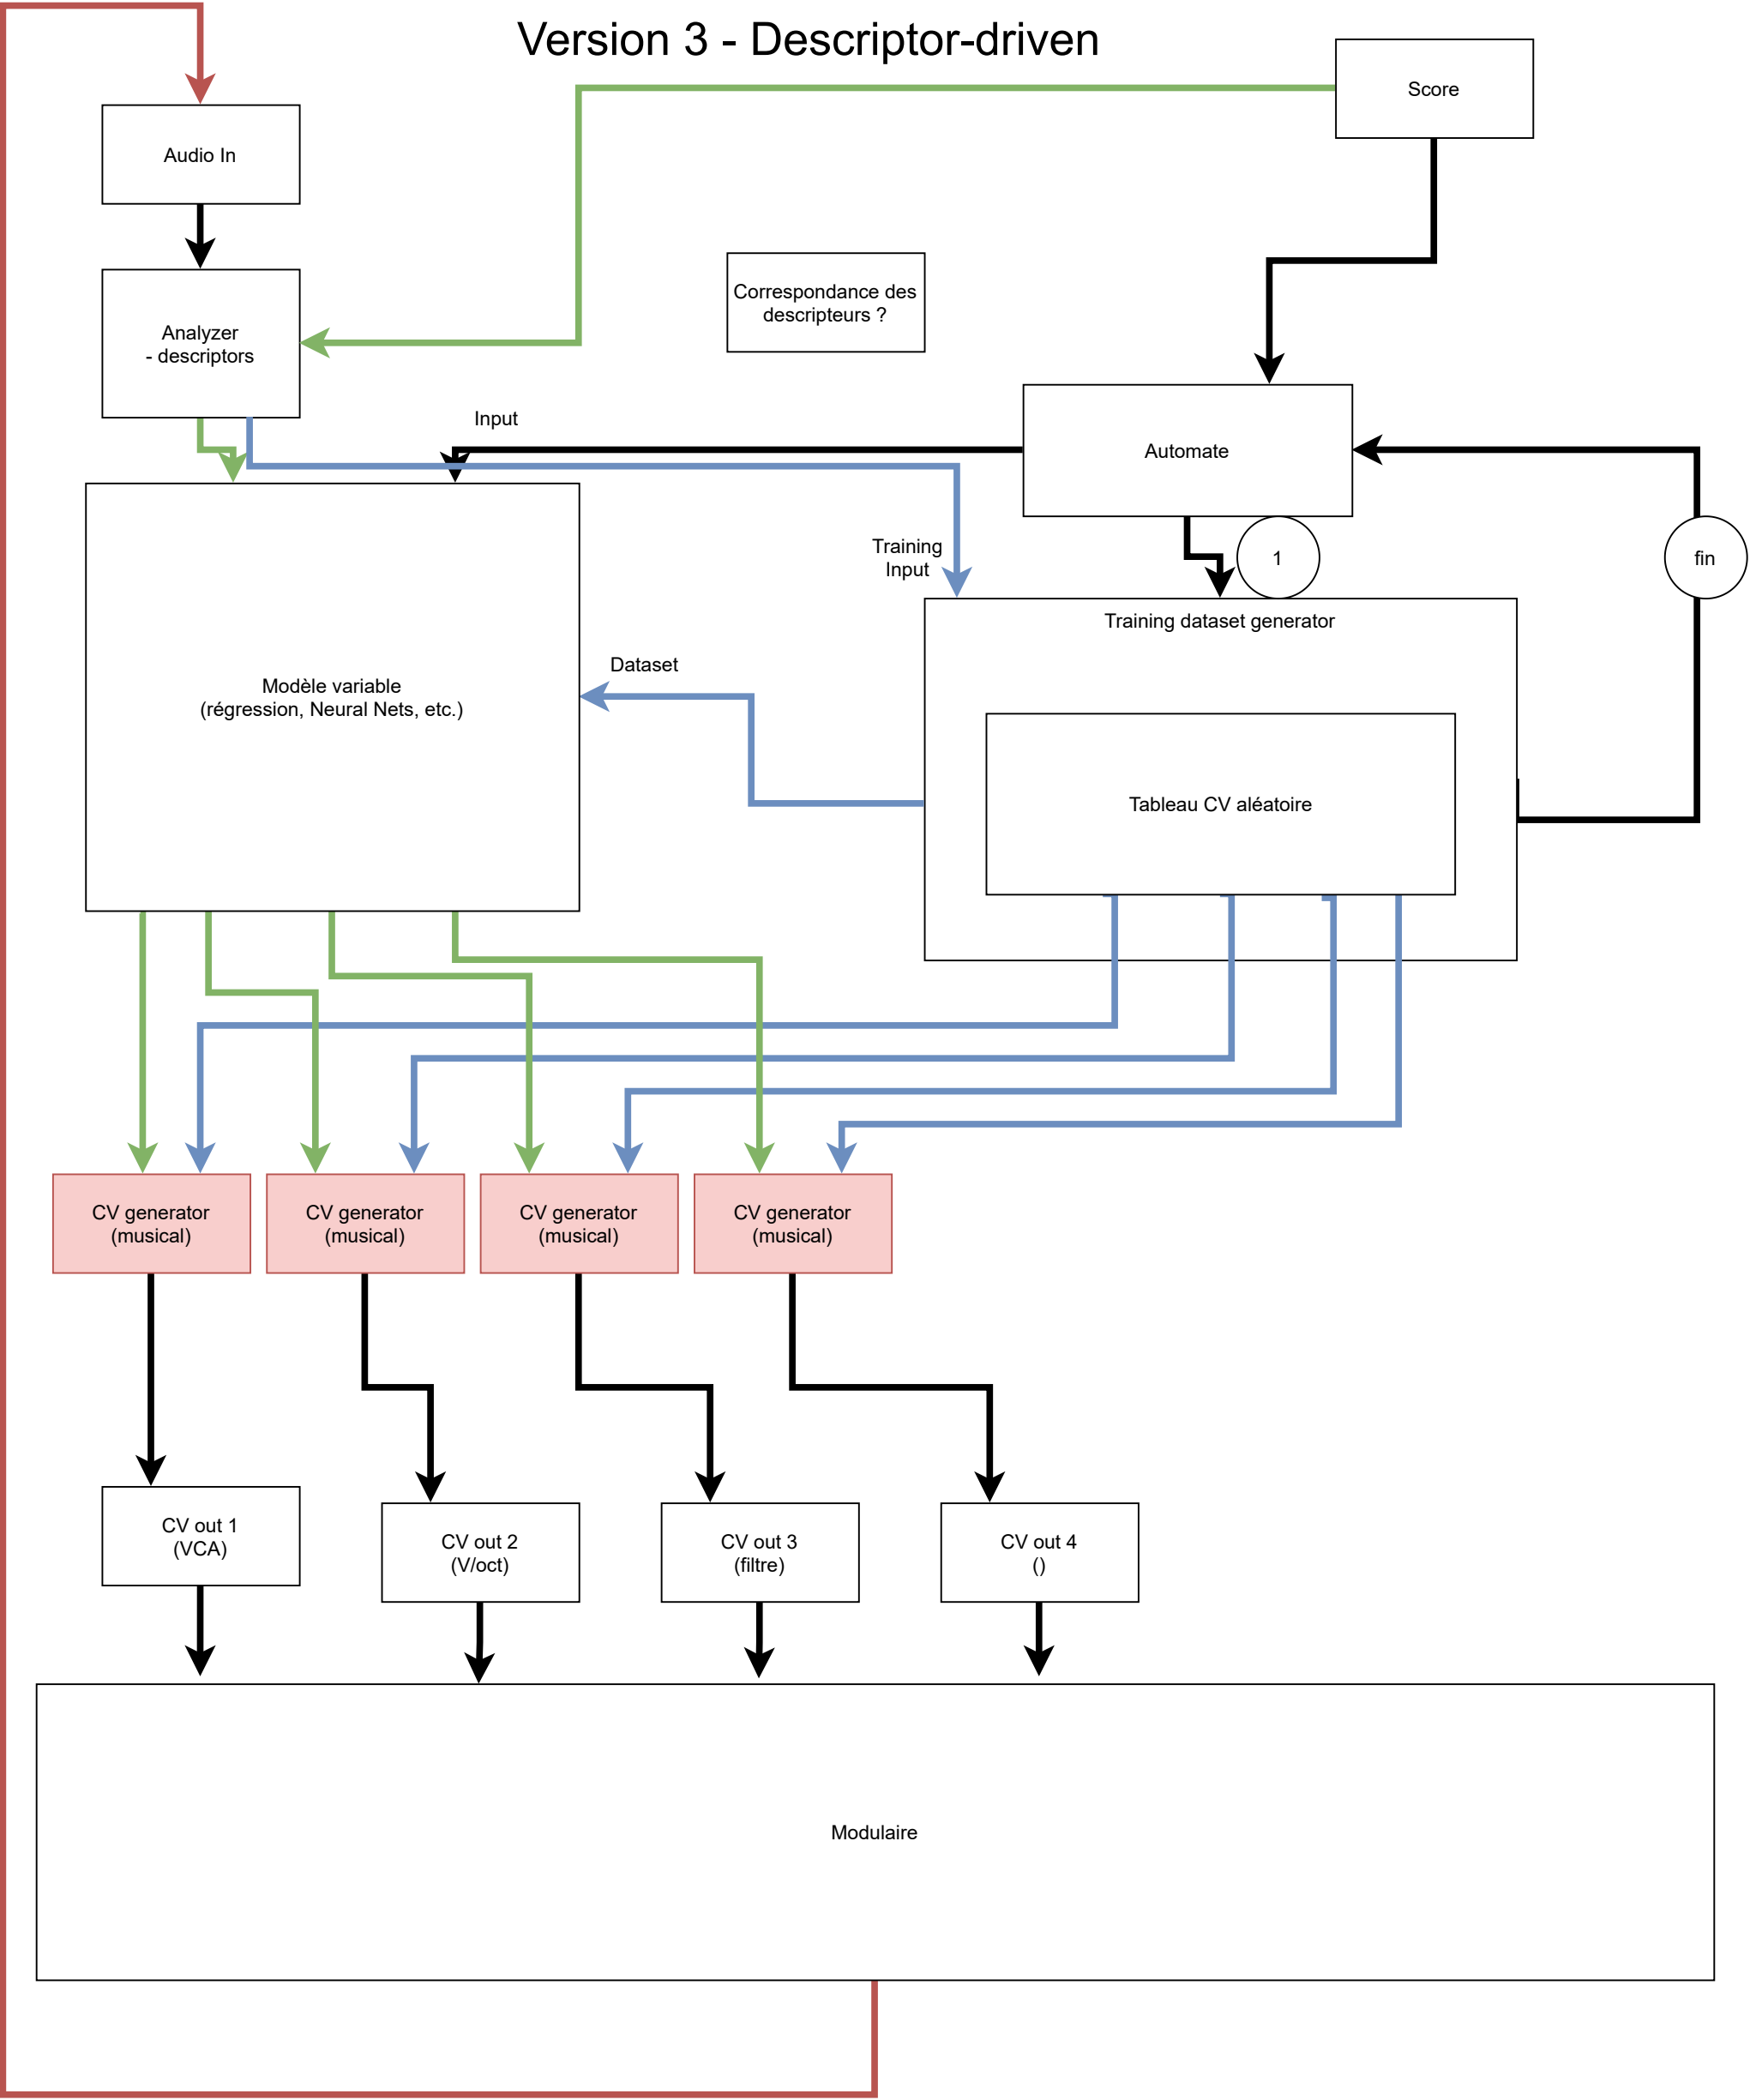 Version 3 - Descriptor-driven
Score
Audio In
Correspondance des
descripteurs ?
Analyzer
- descriptors
Input
Automate
Training
Input
1
fin
Training dataset generator
Dataset
Modèle variable
(régression, Neural Nets, etc.)
Tableau CV aléatoire
CV generator
(musical)
CV generator
(musical)
CV generator
(musical)
CV generator
(musical)
CV out 1
(VCA)
CV out 2
(V/oct)
CV out 3
(filtre)
CV out 4
()
Modulaire